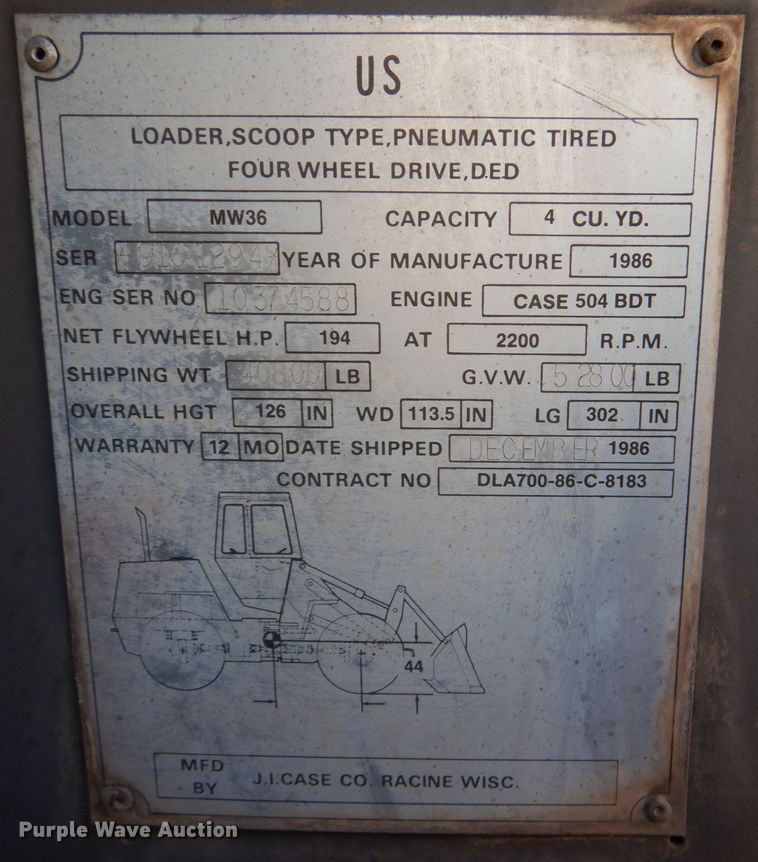 US
LOADER,SCOOP TYPE,PNEUMATIC TIRED
FOUR WHEEL DRIVE,D.E.D
MODEL MW36 CAPACITY 4 CU. YD.
SER YEAR OF MANUFACTURE 1986
ENG SER NO 10374588 ENGINE CASE 504 BDT
NET FLYWHEEL H.P. 194 AT 2200 R.P.M.
SHIPPING WT 40800 LB G.V.W. 52800 LB
OVERALL HGT 126 IN WD 113.5 IN LG 302 IN
WARRANTY 12 MO DATE SHIPPED DECEMBER 1986
CONTRACT NO DLA700-86-C-8183
44
MFD BY J.I.CASE CO. RACINE WISC.
Purple Wave Auction